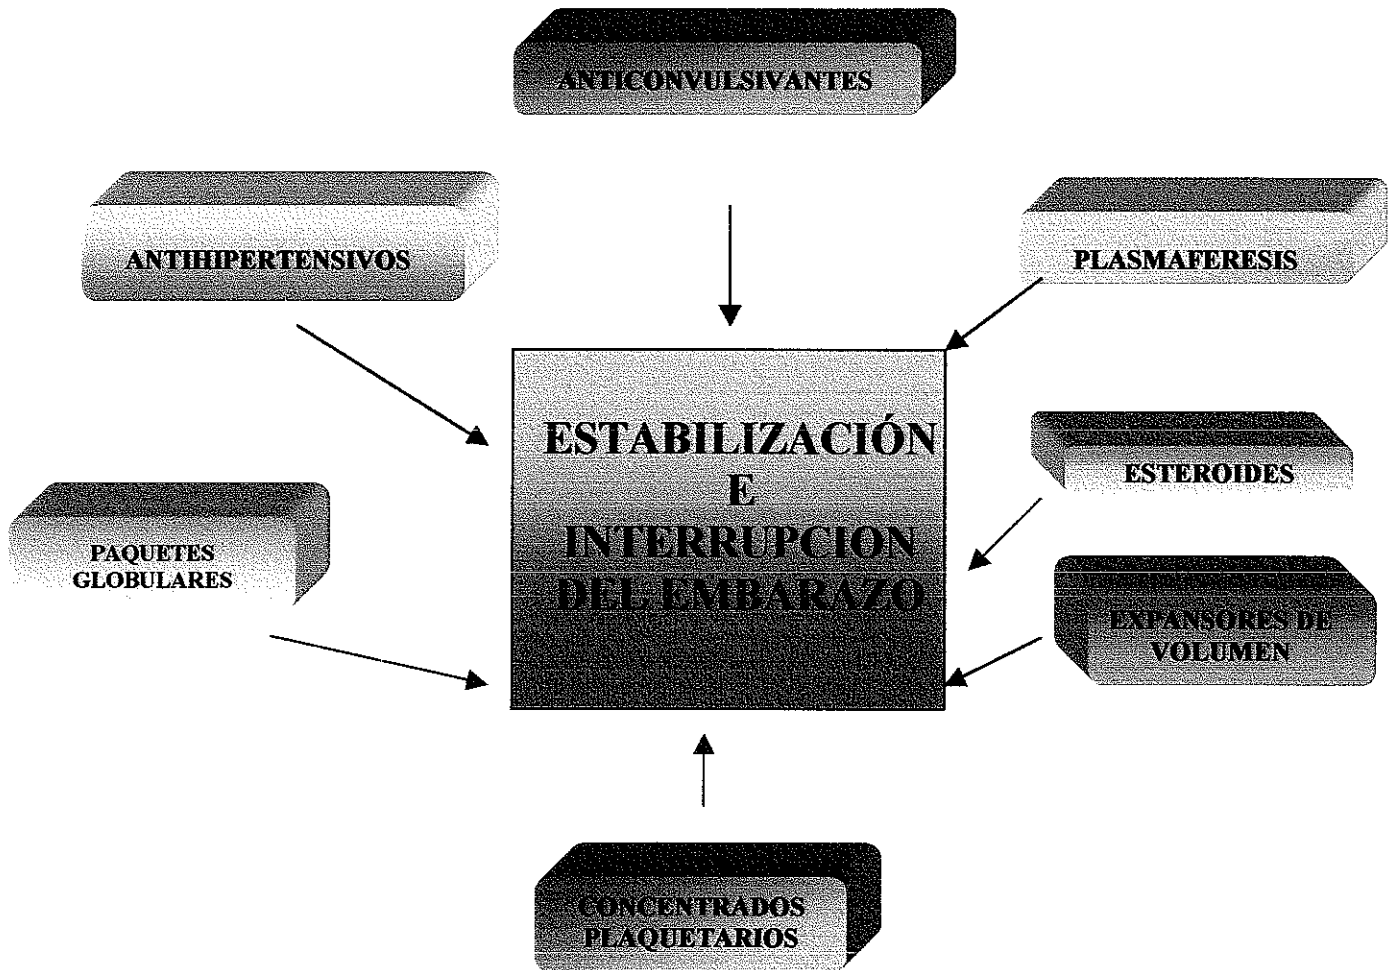 ANTICONVULSIVANTES
ANTIHIPERTENSIVOS
PLASMAFERESIS
ESTABILIZACIÓN
E
INTERRUPCION
DEL EMBARAZO
ESTEROIDES
PAQUETES
GLOBULARES
EXPANSORES DE
VOLUMEN
CONCENTRADOS
PLAQUETARIOS